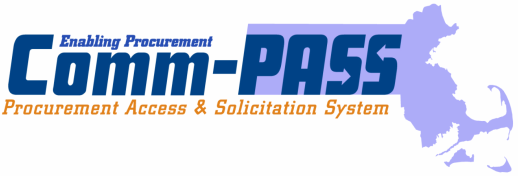 Enabling Procurement
Comm-PASS
Procurement Access & Solicitation System